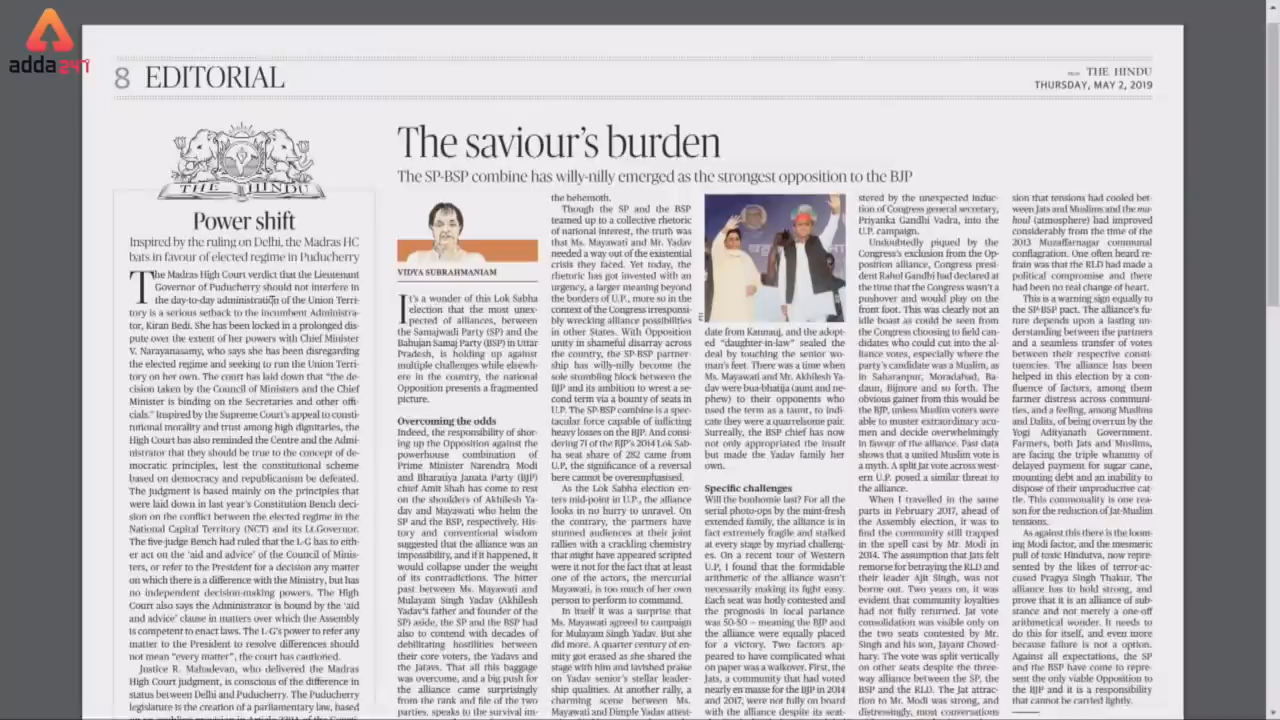 adda247
8 EDITORIAL
THE HINDU
THURSDAY, MAY 2, 2019
THE HINDU
Power shift
Inspired by the ruling on Delhi, the Madras HC
bats in favour of elected regime in Puducherry
The Madras High Court verdict that the Lieutenant
Governor of Puducherry should not interfere in
the day-to-day administration of the Union Terri-
tory is a serious setback to the incumbent Administra-
tor, Kiran Bedi. She has been locked in a prolonged dis-
pute over the extent of her powers with Chief Minister
V. Narayanasamy, who says she has been disregarding
the elected regime and seeking to run the Union Terri-
tory on her own. The court has laid down that “the de-
cision taken by the Council of Ministers and the Chief
Minister is binding on the Secretaries and other offi-
cials.” Inspired by the Supreme Court's appeal to consti-
tutional morality and trust among high dignitaries, the
High Court has also reminded the Centre and the Admi-
nistrator that they should be true to the concept of de-
mocratic principles, lest the constitutional scheme
based on democracy and republicanism be defeated.
The judgment is based mainly on the principles that
were laid down in last year's Constitution Bench deci-
sion on the conflict between the elected regime in the
National Capital Territory (NCT) and its Lt.Governor.
The five-judge Bench had ruled that the L-G has to eith-
er act on the ‘aid and advice’ of the Council of Minis-
ters, or refer to the President for a decision any matter
on which there is a difference with the Ministry, but has
no independent decision-making powers. The High
Court also says the Administrator is bound by the ‘aid
and advice’ clause in matters over which the Assembly
is competent to enact laws. The L-G's power to refer any
matter to the President to resolve differences should
not mean “every matter”, the court has cautioned.
Justice R. Mahadevan, who delivered the Madras
High Court judgment, is conscious of the difference in
status between Delhi and Puducherry. The Puducherry
legislature is the creation of a parliamentary law, based
The saviour's burden
The SP-BSP combine has willy-nilly emerged as the strongest opposition to the BJP
VIDYA SUBRAHMANIAM
It's a wonder of this Lok Sabha
election that the most unex-
pected of alliances, between
the Samajwadi Party (SP) and the
Bahujan Samaj Party (BSP) in Uttar
Pradesh, is holding up against
multiple challenges while elsewh-
ere in the country, the national
Opposition presents a fragmented
picture.
Overcoming the odds
Indeed, the responsibility of shor-
ing up the Opposition against the
powerhouse combination of
Prime Minister Narendra Modi
and Bharatiya Janata Party (BJP)
chief Amit Shah has come to rest
on the shoulders of Akhilesh Ya-
dav and Mayawati who helm the
SP and the BSP, respectively. His-
tory and conventional wisdom
suggested that the alliance was an
impossibility, and if it happened, it
would collapse under the weight
of its contradictions. The bitter
past between Ms. Mayawati and
Mulayam Singh Yadav (Akhilesh
Yadav's father and founder of the
SP) aside, the SP and the BSP had
also to contend with decades of
debilitating hostilities between
their core voters, the Yadavs
and the Jatavs. That all this baggage
was overcome, and a big push for
the alliance came surprisingly
from the rank and file of the two
parties, speaks to the survival im-
the behemoth.
Though the SP and the BSP
teamed up to a collective rhetoric
of national interest, the truth was
that Ms. Mayawati and Mr. Yadav
needed a way out of the existential
crisis they faced. Yet today, the
rhetoric has got invested with an
urgency, a larger meaning beyond
the borders of U.P., more so in the
context of the Congress irresponsi-
bly wrecking alliance possibilities
in other States. With Opposition
unity in shameful disarray across
the country, the SP-BSP partner-
ship has willy-nilly become the
sole stumbling block between the
BJP and its ambition to wrest a se-
cond term via a bounty of seats in
U.P. The SP-BSP combine is a spec-
tacular force capable of inflicting
heavy losses on the BJP. And consi-
dering 71 of the BJP's 2014 Lok Sab-
ha seat share of 282 came from
U.P., the significance of a reversal
here cannot be overemphasised.
As the Lok Sabha election en-
ters mid-point in U.P., the alliance
looks in no hurry to unravel. On
the contrary, the partners have
stunned audiences at their joint
rallies with a crackling chemistry
that might have appeared scripted
were it not for the fact that at least
one of the actors, the mercurial
Mayawati, is too much of her own
person to perform to command.
In itself it was a surprise that
Ms. Mayawati agreed to campaign
for Mulayam Singh Yadav. But she
did more. A quarter century of en-
mity got erased as she shared the
stage with him and lavished praise
on Yadav senior's stellar leader-
ship qualities. At another rally, a
charming scene between Ms.
Mayawati and Dimple Yadav attest-
date from Kannauj, and the adopt-
ed “daughter-in-law” sealed the
deal by touching the senior wo-
man's feet. There was a time when
Ms. Mayawati and Mr. Akhilesh Ya-
dav were bua-bhatija (aunt and ne-
phew) to their opponents who
used the term as a taunt, to indi-
cate they were a quarrelsome pair.
Surreally, the BSP chief has now
not only appropriated the insult
but made the Yadav family her
own.
Specific challenges
Will the bonhomie last? For all the
serial photo-ops by the mint-fresh
extended family, the alliance is in
fact extremely fragile and stalked
at every stage by myriad challeng-
es. On a recent tour of Western
U.P, I found that the formidable
arithmetic of the alliance wasn't
necessarily making its fight easy.
Each seat was hotly contested and
the prognosis in local parlance
was 50-50 – meaning the BJP and
the alliance were equally placed
for a victory. Two factors ap-
peared to have complicated what
on paper was a walkover. First, the
Jats, a community that had voted
nearly en masse for the BJP in 2014
and 2017, were not fully on board
with the alliance despite its seat-
stered by the unexpected induc-
tion of Congress general secretary,
Priyanka Gandhi Vadra, into the
U.P. campaign.
Undoubtedly piqued by the
Congress's exclusion from the Op-
position alliance, Congress presi-
dent Rahul Gandhi had declared at
the time that the Congress wasn't a
pushover and would play on the
front foot. This was clearly not an
idle boast as could be seen from
the Congress choosing to field can-
didates who could cut into the al-
liance votes, especially where the
party's candidate was a Muslim, as
in Saharanpur, Moradabad, Ba-
daun, Bijnore and so forth. The
obvious gainer from this would be
the BJP, unless Muslim voters were
able to muster extraordinary acu-
men and decide overwhelmingly
in favour of the alliance. Past data
shows that a united Muslim vote is
a myth. A split Jat vote across west-
ern U.P. posed a similar threat to
the alliance.
When I travelled in the same
parts in February 2017, ahead of
the Assembly election, it was to
find the community still trapped
in the spell cast by Mr. Modi in
2014. The assumption that Jats felt
remorse for betraying the RLD and
their leader Ajit Singh, was not
borne out. Two years on, it was
evident that community loyalties
had not fully returned. Jat vote
consolidation was visible only on
the two seats contested by Mr.
Singh and his son, Jayant Chowd-
hary. The vote was split vertically
on other seats despite the three-
way alliance between the SP, the
BSP and the RLD. The Jat attrac-
tion to Mr. Modi was strong, and
distressingly, most conversations
sion that tensions had cooled bet-
ween Jats and Muslims and the ma-
houl (atmosphere) had improved
considerably from the time of the
2013 Muzaffarnagar communal
conflagration. One often heard re-
frain was that the RLD had made a
political compromise and there
had been no real change of heart.
This is a warning sign equally to
the SP-BSP pact. The alliance's fu-
ture depends upon a lasting un-
derstanding between the partners
and a seamless transfer of votes
between their respective consti-
tuencies. The alliance has been
helped in this election by a con-
fluence of factors, among them
farmer distress across communi-
ties, and a feeling, among Muslims
and Dalits, of being overrun by the
Yogi Adityanath Government.
Farmers, both Jats and Muslims,
are facing the triple whammy of
delayed payment for sugar cane,
mounting debt and an inability to
dispose of their unproductive cat-
tle. This commonality is one rea-
son for the reduction of Jat-Muslim
tensions.
As against this there is the loom-
ing Modi factor, and the mesmeric
pull of toxic Hindutva, now repre-
sented by the likes of terror-ac-
cused Pragya Singh Thakur. The
alliance has to hold strong, and
prove that it is an alliance of sub-
stance and not merely a one-off
arithmetical wonder. It needs to
do this for itself, and even more
because failure is not a option.
Against all expectations, the SP
and the BSP have come to repre-
sent the only viable Opposition to
the BJP and it is a responsibility
that cannot be carried lightly.